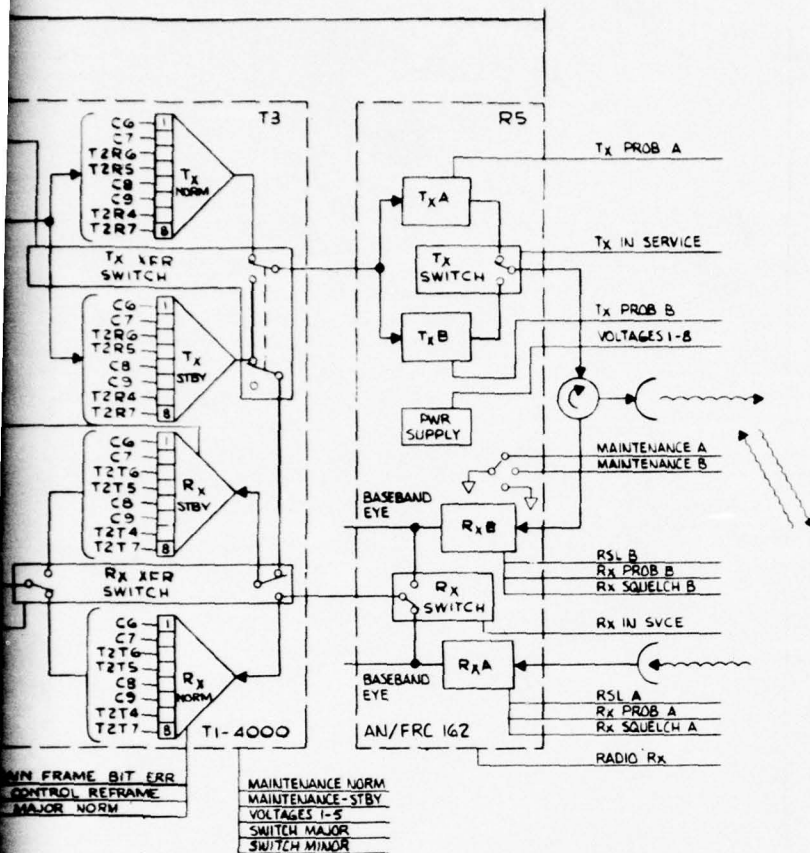 T3
C6
C7
T2R6
T2R5
C8
C9
T2R4
T2R7
1
8
Tx
NORM
Tx XFR
SWITCH
C6
C7
T2R6
T2R5
C8
C9
T2R4
T2R7
1
8
Tx
STBY
C6
C7
T2T6
T2T5
C8
C9
T2T4
T2T7
1
8
Rx
STBY
Rx XFR
SWITCH
C6
C7
T2T6
T2T5
C8
C9
T2T4
T2T7
1
8
Rx
NORM
T1-4000
R5
TxA
Tx
SWITCH
TxB
PWR
SUPPLY
BASEBAND
EYE
RxB
Rx
SWITCH
BASEBAND
EYE
RxA
AN/FRC 162
Tx PROB A
Tx IN SERVICE
Tx PROB B
VOLTAGES 1-8
MAINTENANCE A
MAINTENANCE B
RSL B
Rx PROB B
Rx SQUELCH B
Rx IN SVCE
RSL A
Rx PROB A
Rx SQUELCH A
RADIO Rx
FRAME BIT ERR
CONTROL REFRAME
MAJOR NORM
MAINTENANCE NORM
MAINTENANCE-STBY
VOLTAGES 1-5
SWITCH MAJOR
SWITCH MINOR